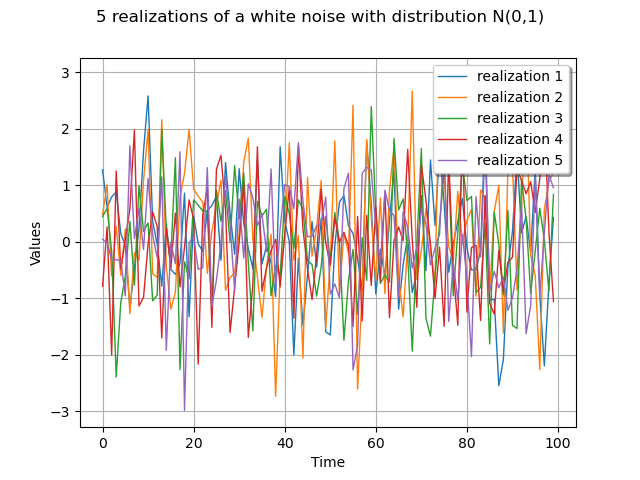 5 realizations of a white noise with distribution N(0,1)
3
2
1
0
−1
−2
−3
Values
0
20
40
60
80
100
Time
realization 1
realization 2
realization 3
realization 4
realization 5